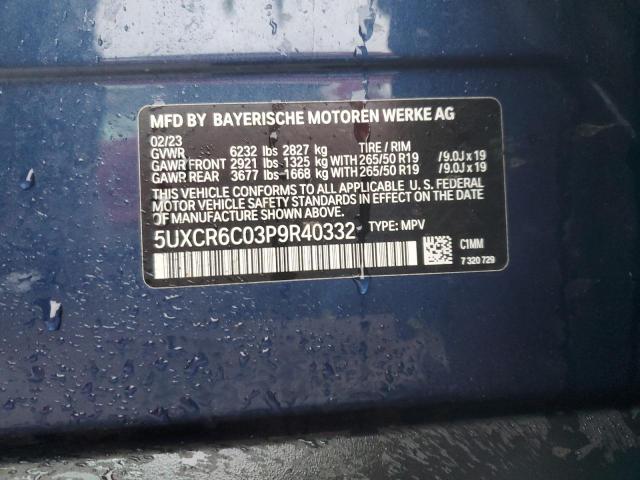 MFD BY BAYERISCHE MOTOREN WERKE AG
02/23
GVWR 6232 lbs 2827 kg TIRE / RIM
GAWR FRONT 2921 lbs 1325 kg WITH 265/50 R19 /9.0J x 19
GAWR REAR 3677 lbs 1668 kg WITH 265/50 R19 /9.0J x 19
THIS VEHICLE CONFORMS TO ALL APPLICABLE U. S. FEDERAL
MOTOR VEHICLE SAFETY STANDARDS IN EFFECT ON THE DATE
OF MANUFACTURE SHOWN ABOVE.
5UXCR6C03P9R40332 TYPE: MPV
C1MM
7 320 729